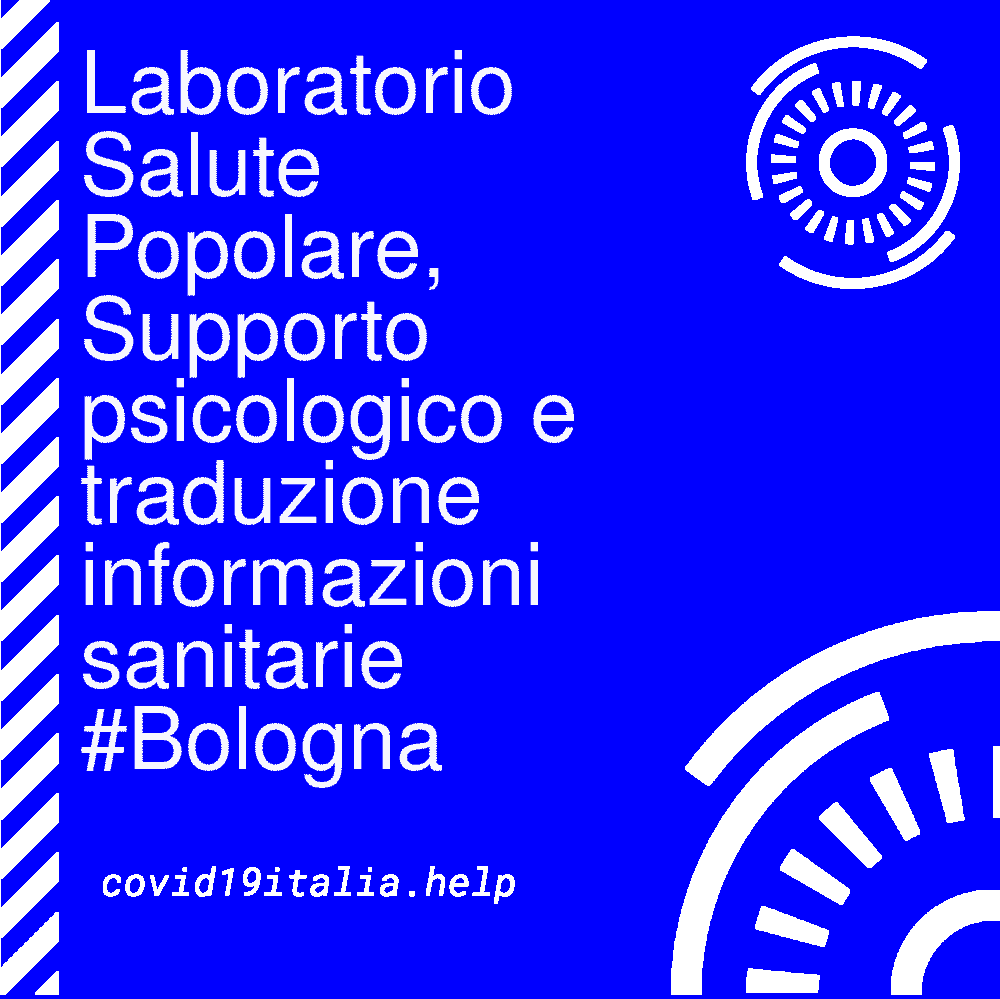 Laboratorio
Salute
Popolare,
Supporto
psicologico e
traduzione
informazioni
sanitarie
#Bologna
covid19italia.help